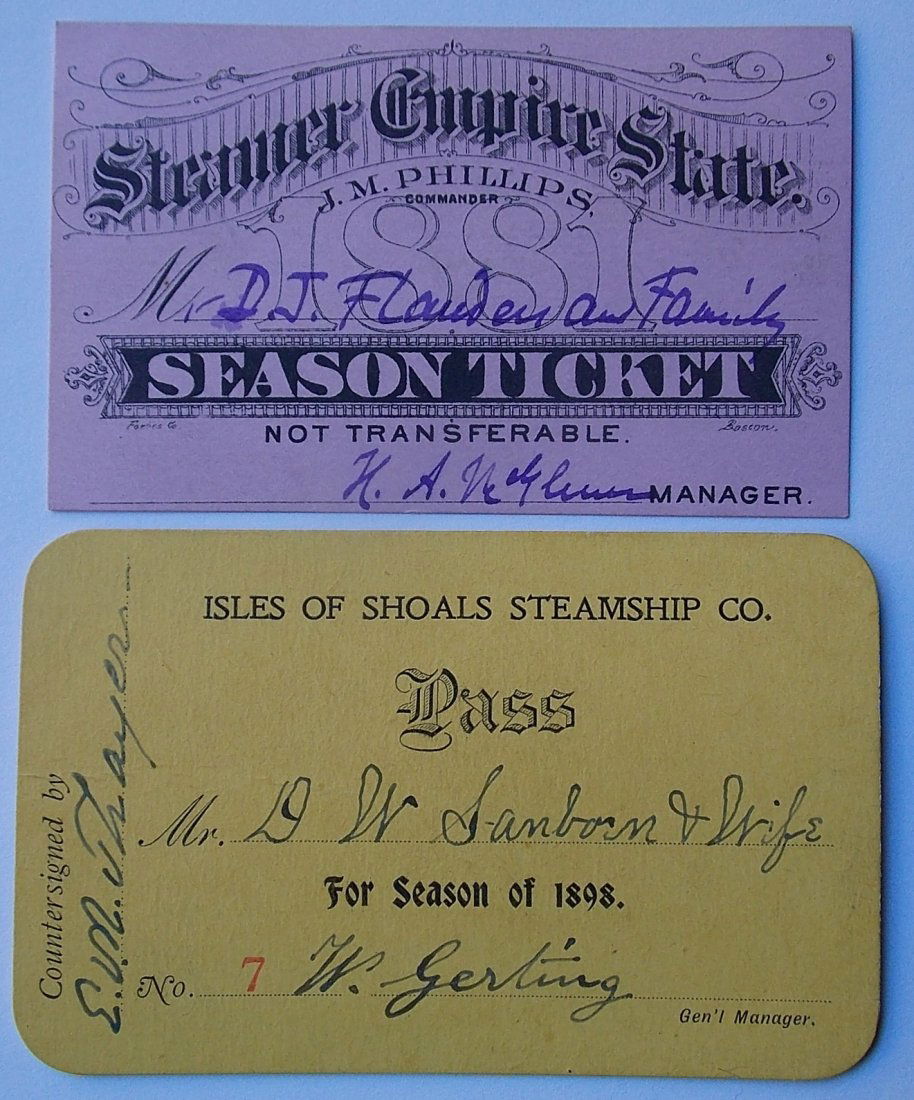 Steamer Empire State.
J. M. PHILLIPS,
COMMANDER
1881
Mr D. J. Flanders and Family
SEASON TICKET
Forbes Co. Boston.
NOT TRANSFERABLE.
H. A. MANAGER.
ISLES OF SHOALS STEAMSHIP CO.
Pass
Mr. D W Sanborn & Wife
For Season of 1898.
No. 7 W. Gerting
Gen'l Manager.
Countersigned by
Thayer